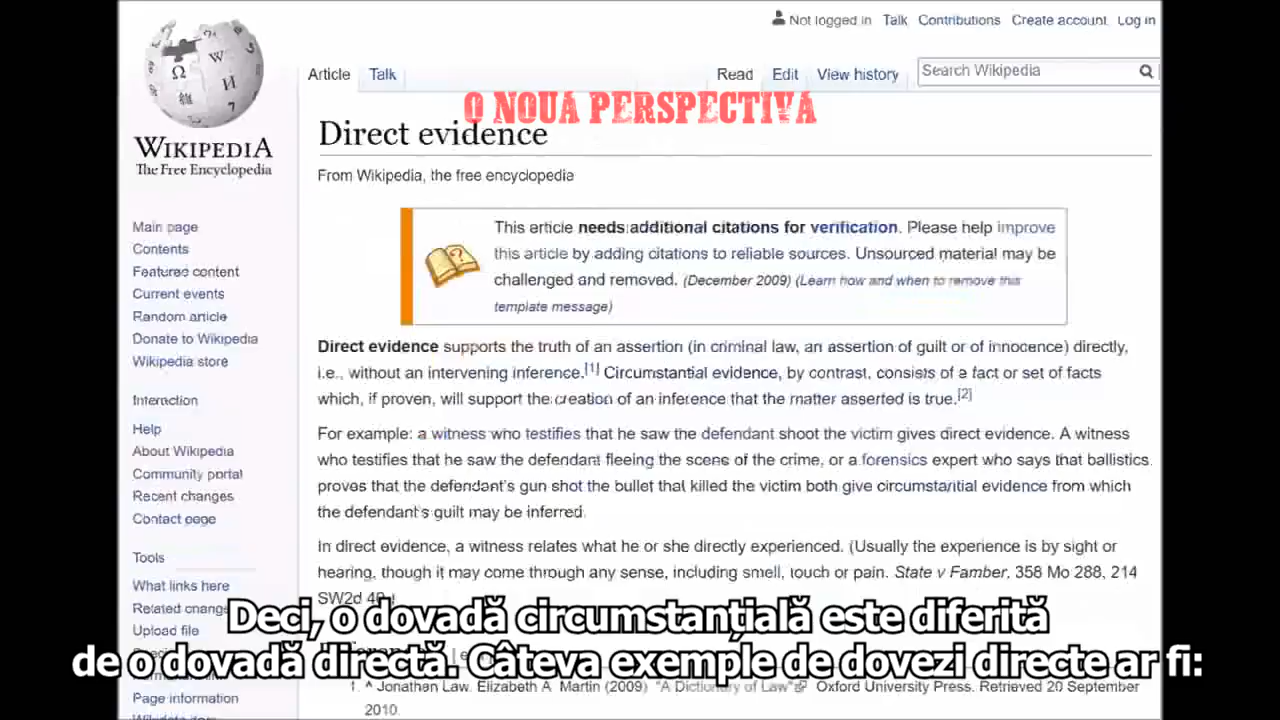 Not logged in Talk Contributions Create account Log in
Article Talk Read Edit View history Search Wikipedia
O NOUA PERSPECTIVA
WIKIPEDIA
The Free Encyclopedia
Direct evidence
From Wikipedia, the free encyclopedia
This article needs additional citations for verification. Please help improve
this article by adding citations to reliable sources. Unsourced material may be
challenged and removed. (December 2009) (Learn how and when to remove this
template message)
Direct evidence supports the truth of an assertion (in criminal law, an assertion of guilt or of innocence) directly,
i.e., without an intervening inference.[1] Circumstantial evidence, by contrast, consists of a fact or set of facts
which, if proven, will support the creation of an inference that the matter asserted is true.[2]
For example: a witness who testifies that he saw the defendant shoot the victim gives direct evidence. A witness
who testifies that he saw the defendant fleeing the scene of the crime, or a forensics expert who says that ballistics
proves that the defendant's gun shot the bullet that killed the victim both give circumstantial evidence from which
the defendant's guilt may be inferred.
In direct evidence, a witness relates what he or she directly experienced. (Usually the experience is by sight or
hearing, though it may come through any sense, including smell, touch or pain. State v Famber, 358 Mo 288, 214
SW2d
1. ^ Jonathan Law. Elizabeth A. Martin (2009) "A Dictionary of Law" Oxford University Press. Retrieved 20 September
2010.
Main page
Contents
Featured content
Current events
Random article
Donate to Wikipedia
Wikipedia store
Interaction
Help
About Wikipedia
Community portal
Recent changes
Contact page
Tools
What links here
Related change
Upload file
Page information
Deci, o dovadă circumstanțială este diferită
de o dovadă directă. Câteva exemple de dovezi directe ar fi: